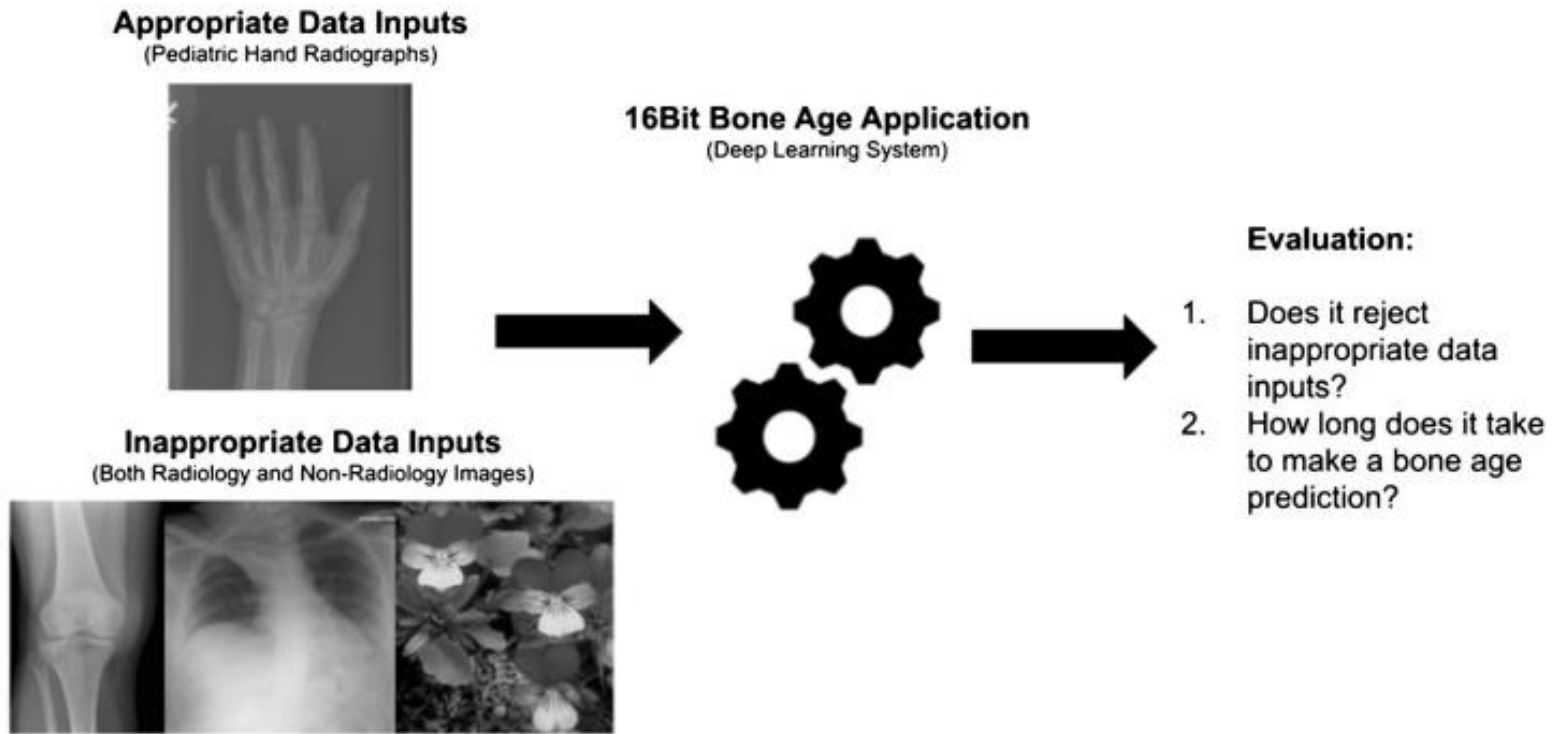 Appropriate Data Inputs
(Pediatric Hand Radiographs)
16Bit Bone Age Application
(Deep Learning System)
Evaluation:
1. Does it reject
inappropriate data
inputs?
2. How long does it take
to make a bone age
prediction?
Inappropriate Data Inputs
(Both Radiology and Non-Radiology Images)